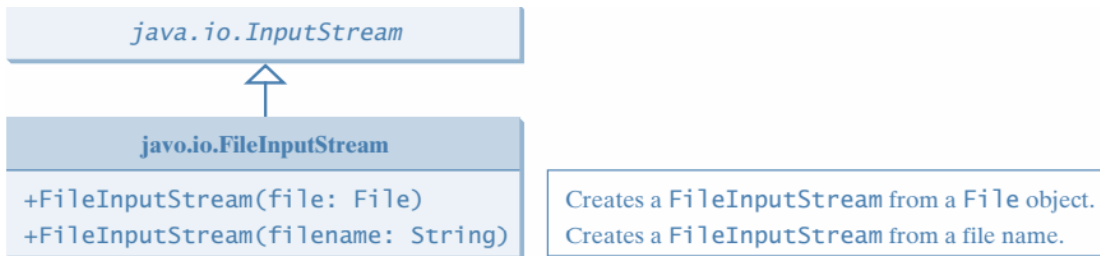 java.io.InputStream
javo.io.FileInputStream
+FileInputStream(file: File)
Creates a FileInputStream from a File object.
+FileInputStream(filename: String)
Creates a FileInputStream from a file name.